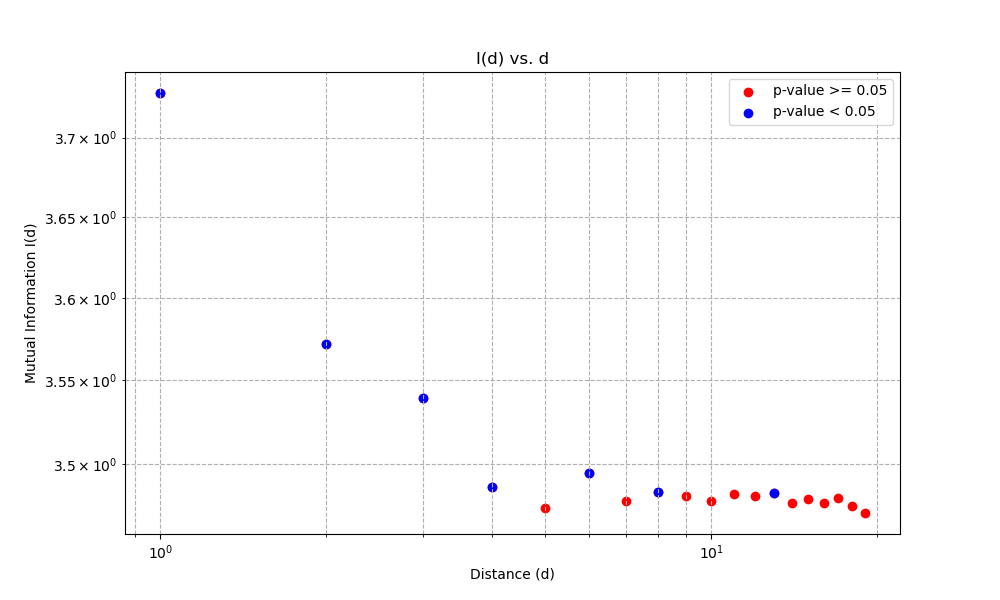 I(d) vs. d
p-value >= 0.05
p-value < 0.05
Mutual Information I(d)
3.7 × 10⁰
3.65 × 10⁰
3.6 × 10⁰
3.55 × 10⁰
3.5 × 10⁰
10⁰
10¹
Distance (d)